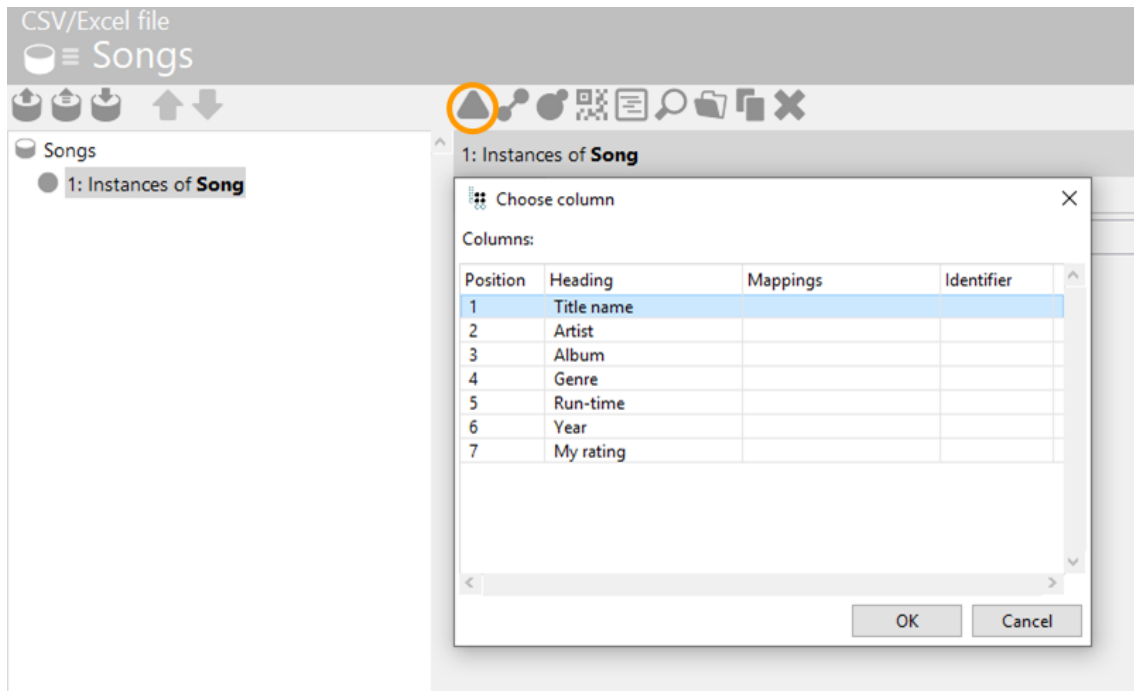 CSV/Excel file
Songs
Songs
1: Instances of Song
1: Instances of Song
Choose column
Columns:
Position Heading Mappings Identifier
1 Title name
2 Artist
3 Album
4 Genre
5 Run-time
6 Year
7 My rating
OK Cancel